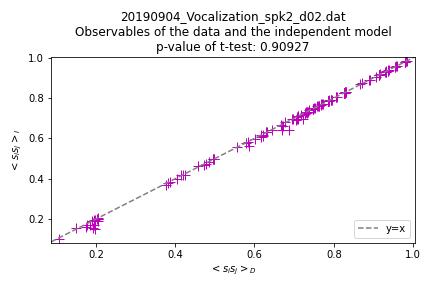 20190904_Vocalization_spk2_d02.dat
Observables of the data and the independent model
p-value of t-test: 0.90927
1.0
0.8
0.6
0.4
0.2
< s_i s_j >_I
0.2 0.4 0.6 0.8 1.0
< s_i s_j >_D
y=x